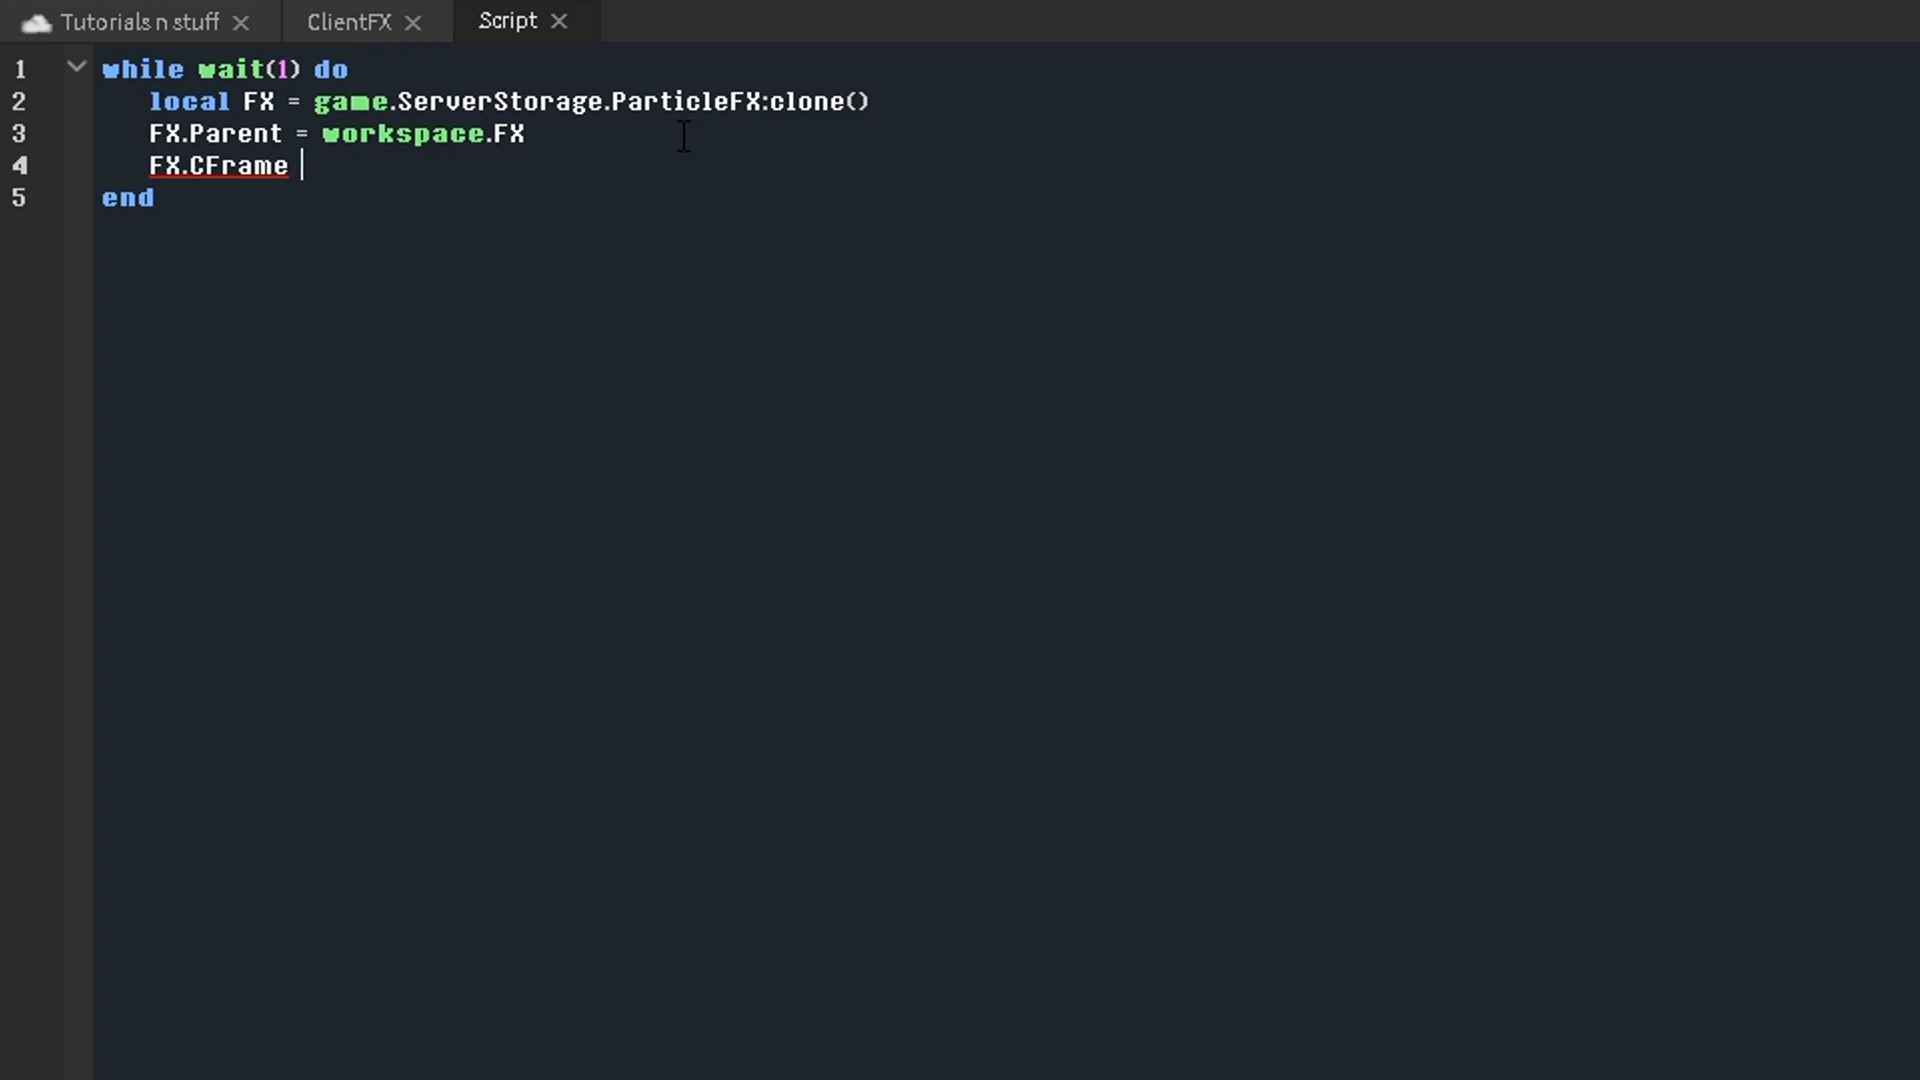 Tutorials n stuff ClientFX Script
1 while wait(1) do
2 local FX = game.ServerStorage.ParticleFX:clone()
3 FX.Parent = workspace.FX
4 FX.CFrame
5 end